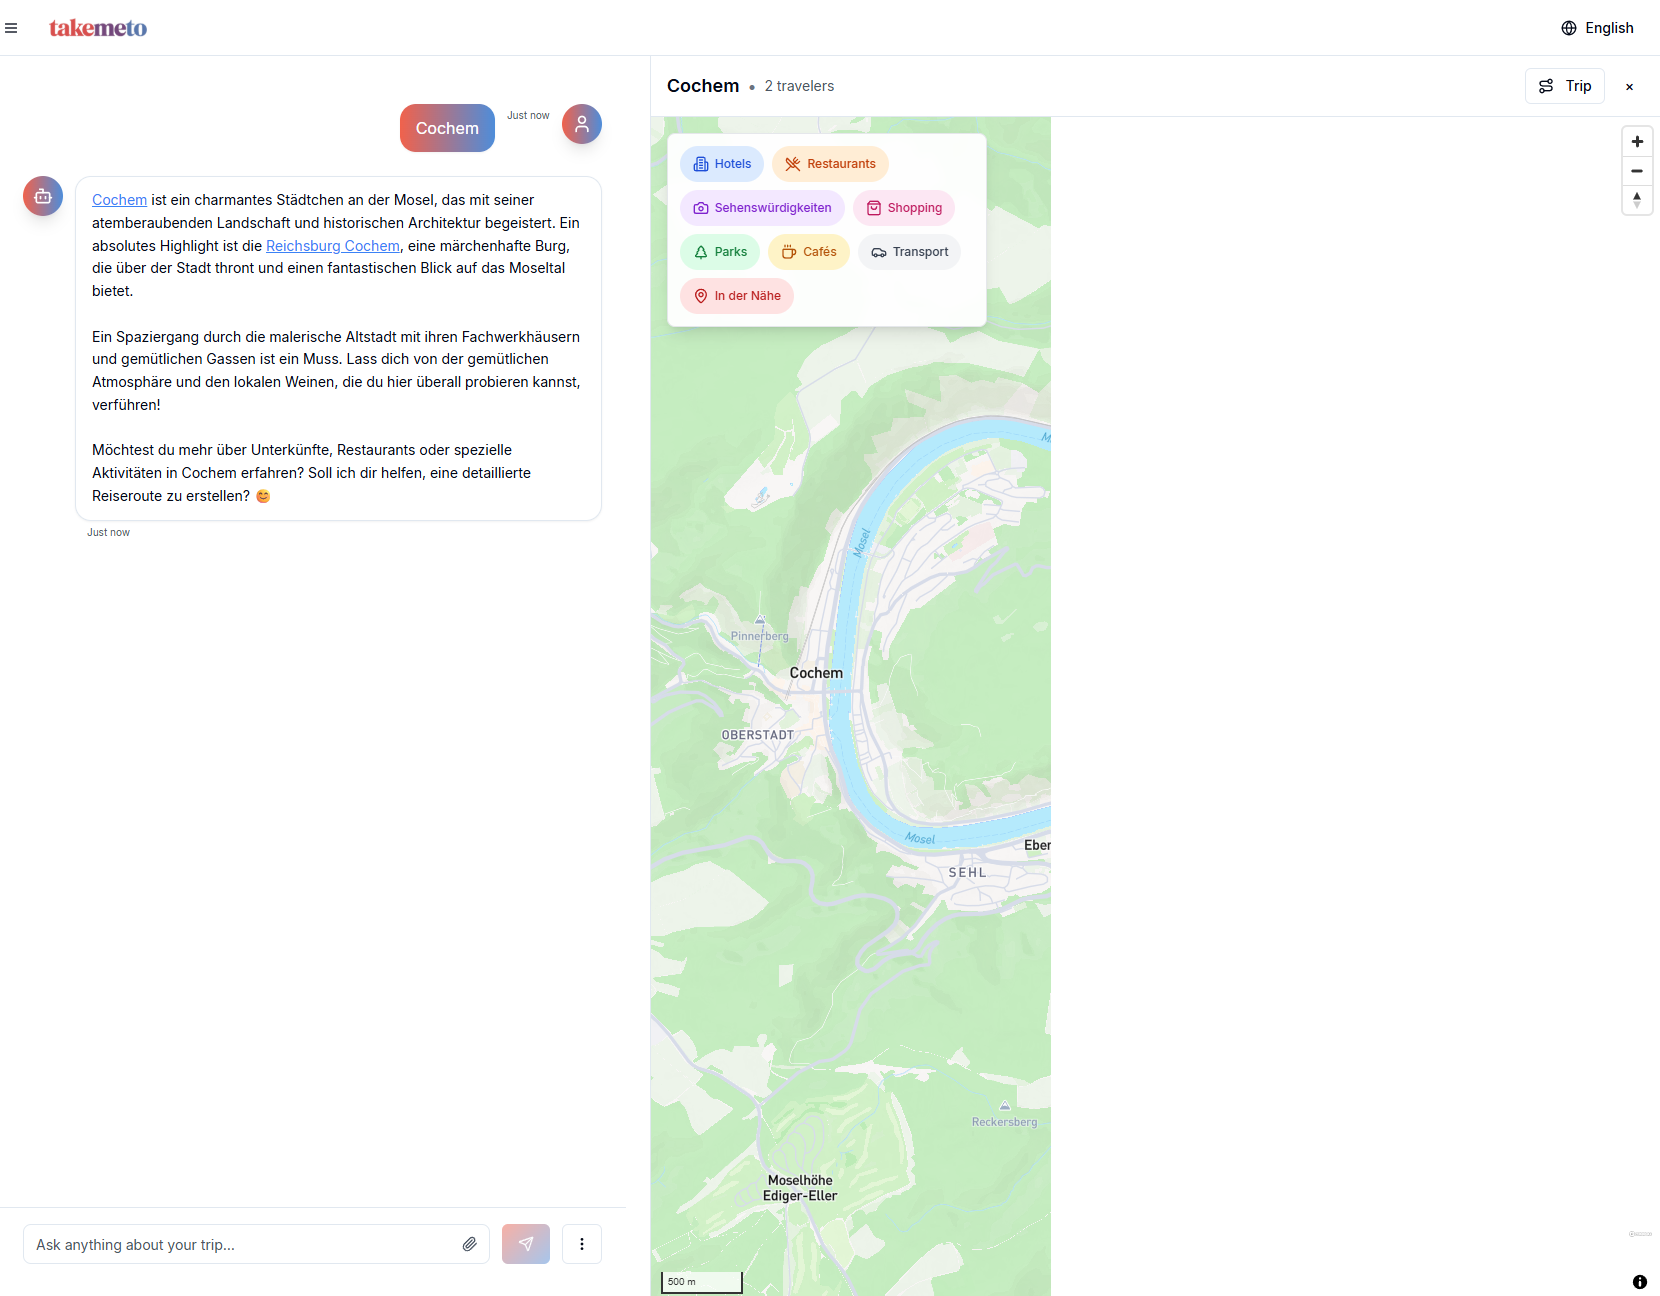 takemeto
English
Cochem
Just now
Cochem ist ein charmantes Städtchen an der Mosel, das mit seiner
atemberaubenden Landschaft und historischen Architektur begeistert. Ein
absolutes Highlight ist die Reichsburg Cochem, eine märchenhafte Burg,
die über der Stadt thront und einen fantastischen Blick auf das Moseltal
bietet.
Ein Spaziergang durch die malerische Altstadt mit ihren Fachwerkhäusern
und gemütlichen Gassen ist ein Muss. Lass dich von der gemütlichen
Atmosphäre und den lokalen Weinen, die du hier überall probieren kannst,
verführen!
Möchtest du mehr über Unterkünfte, Restaurants oder spezielle
Aktivitäten in Cochem erfahren? Soll ich dir helfen, eine detaillierte
Reiseroute zu erstellen? 😊
Just now
Ask anything about your trip...
Cochem • 2 travelers
Trip
×
Hotels
Restaurants
Sehenswürdigkeiten
Shopping
Parks
Cafés
Transport
In der Nähe
M
Mosel
Pinnerberg
Cochem
OBERSTADT
Mosel
Eber
SEHL
Reckersberg
Moselhöhe
Ediger-Eller
500 m